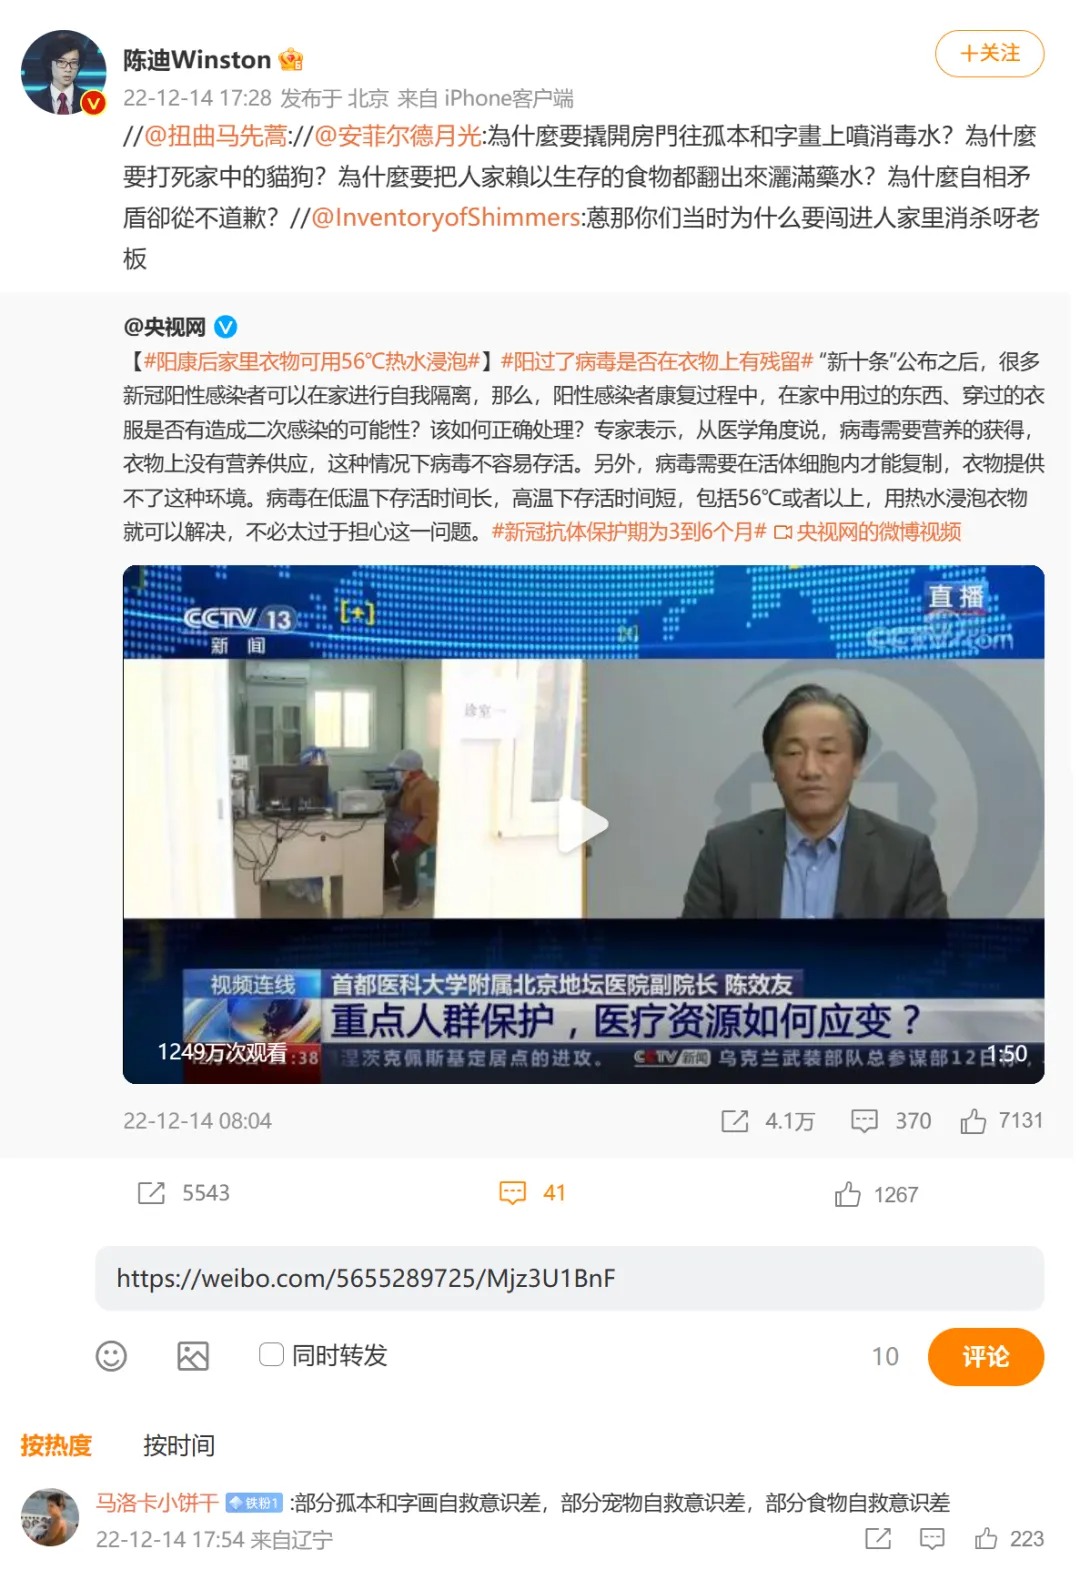 陈迪Winston
+关注
22-12-14 17:28 发布于 北京 来自 iPhone客户端
//@扭曲马先蒿://@安菲尔德月光:為什麼要撬開房門往孤本和字畫上噴消毒水？為什麼
要打死家中的貓狗？為什麼要把人家賴以生存的食物都翻出來灑滿藥水？為什麼自相矛
盾卻從不道歉？//@InventoryofShimmers:蒽那你们当时为什么要闯进人家里消杀呀老
板
@央视网
【#阳康后家里衣物可用56℃热水浸泡#】#阳过了病毒是否在衣物上有残留# “新十条”公布之后，很多
新冠阳性感染者可以在家进行自我隔离，那么，阳性感染者康复过程中，在家中用过的东西、穿过的衣
服是否有造成二次感染的可能性？该如何正确处理？专家表示，从医学角度说，病毒需要营养的获得，
衣物上没有营养供应，这种情况下病毒不容易存活。另外，病毒需要在活体细胞内才能复制，衣物提供
不了这种环境。病毒在低温下存活时间长，高温下存活时间短，包括56℃或者以上，用热水浸泡衣物
就可以解决，不必太过于担心这一问题。#新冠抗体保护期为3到6个月# 央视网的微博视频
CCTV 13
新闻
[+]
直播
CCTV.com
诊室一
视频连线 首都医科大学附属北京地坛医院副院长 陈效友
重点人群保护，医疗资源如何应变？
1249万次观看 :38 涅茨克佩斯基定居点的进攻。 CCTV新闻 乌克兰武装部队总参谋部12日 1:50
22-12-14 08:04 4.1万 370 7131
5543 41 1267
https://weibo.com/5655289725/Mjz3U1BnF
同时转发 10 评论
按热度 按时间
马洛卡小饼干 铁粉1 :部分孤本和字画自救意识差，部分宠物自救意识差，部分食物自救意识差
22-12-14 17:54 来自辽宁 223